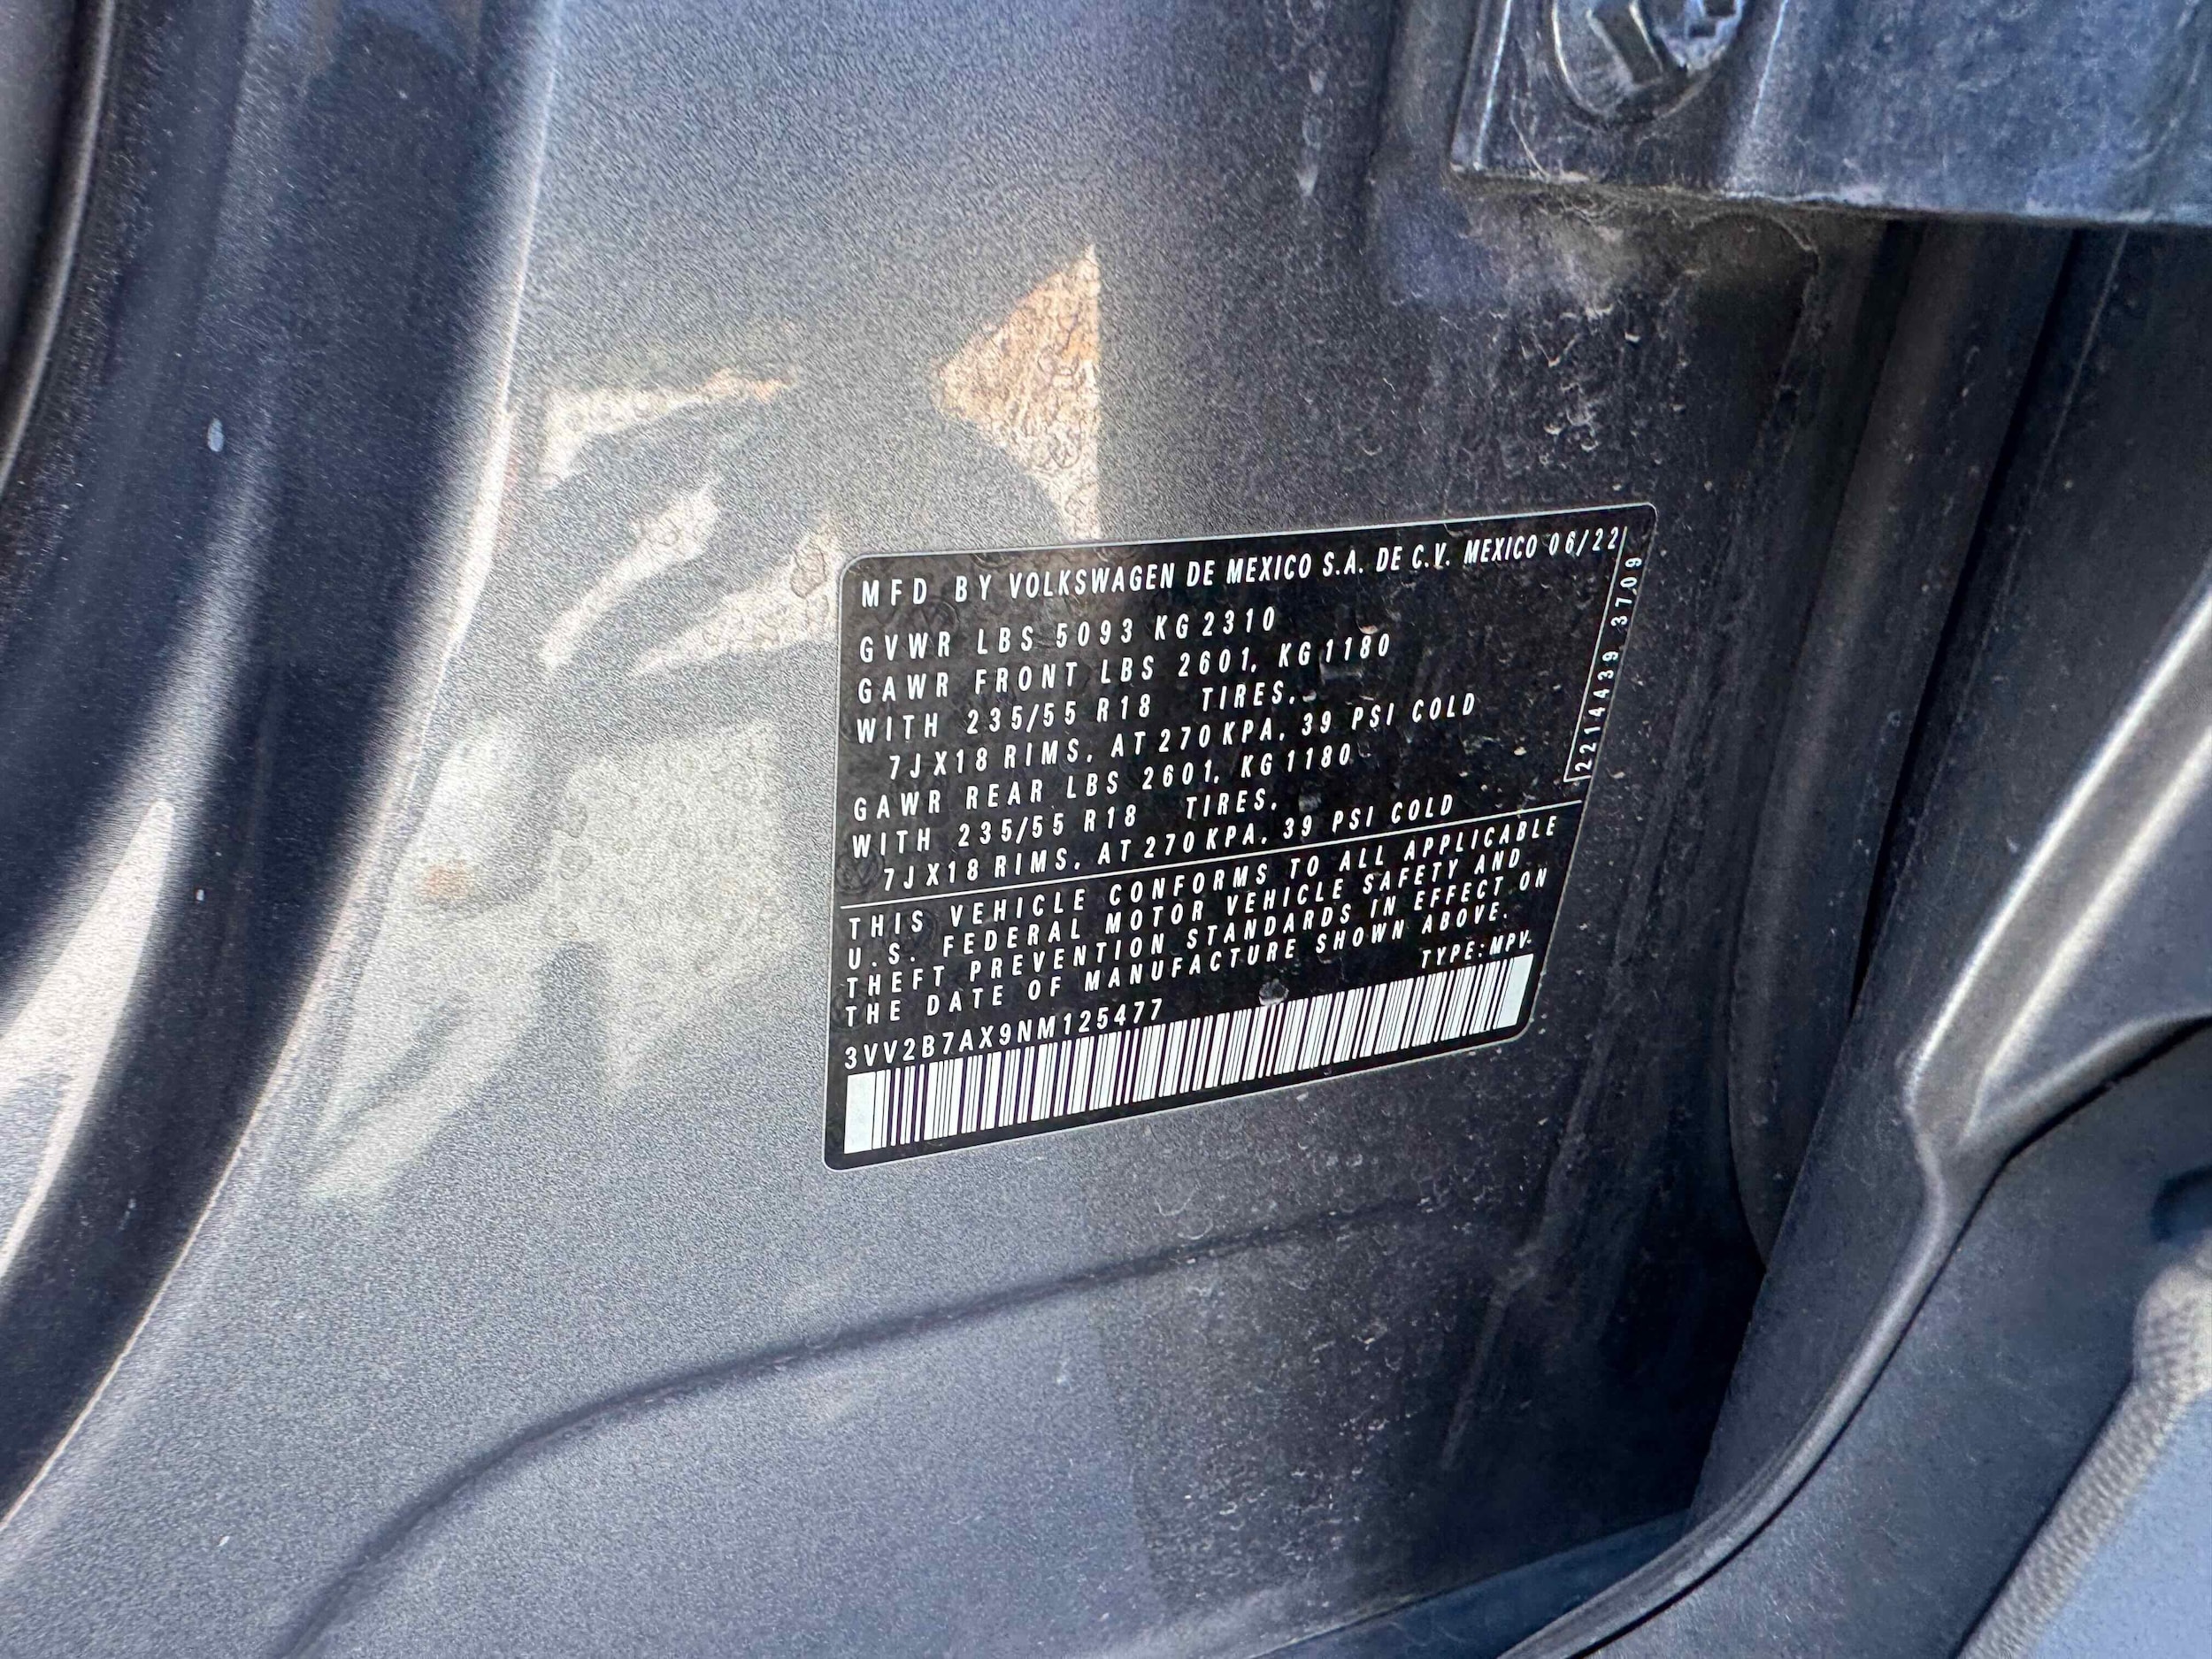 MFD BY VOLKSWAGEN DE MEXICO S.A. DE C.V. MEXICO 06/22
GVWR LBS 5093 KG 2310
GAWR FRONT LBS 2601, KG 1180
WITH 235/55 R18 TIRES,
7JX18 RIMS, AT 270 KPA, 39 PSI COLD
GAWR REAR LBS 2601, KG 1180
WITH 235/55 R18 TIRES,
7JX18 RIMS, AT 270 KPA, 39 PSI COLD
2214439 3709
THIS VEHICLE CONFORMS TO ALL APPLICABLE
U.S. FEDERAL MOTOR VEHICLE SAFETY AND
THEFT PREVENTION STANDARDS IN EFFECT ON
THE DATE OF MANUFACTURE SHOWN ABOVE.
3VV2B7AX9NM125477 TYPE: MPV